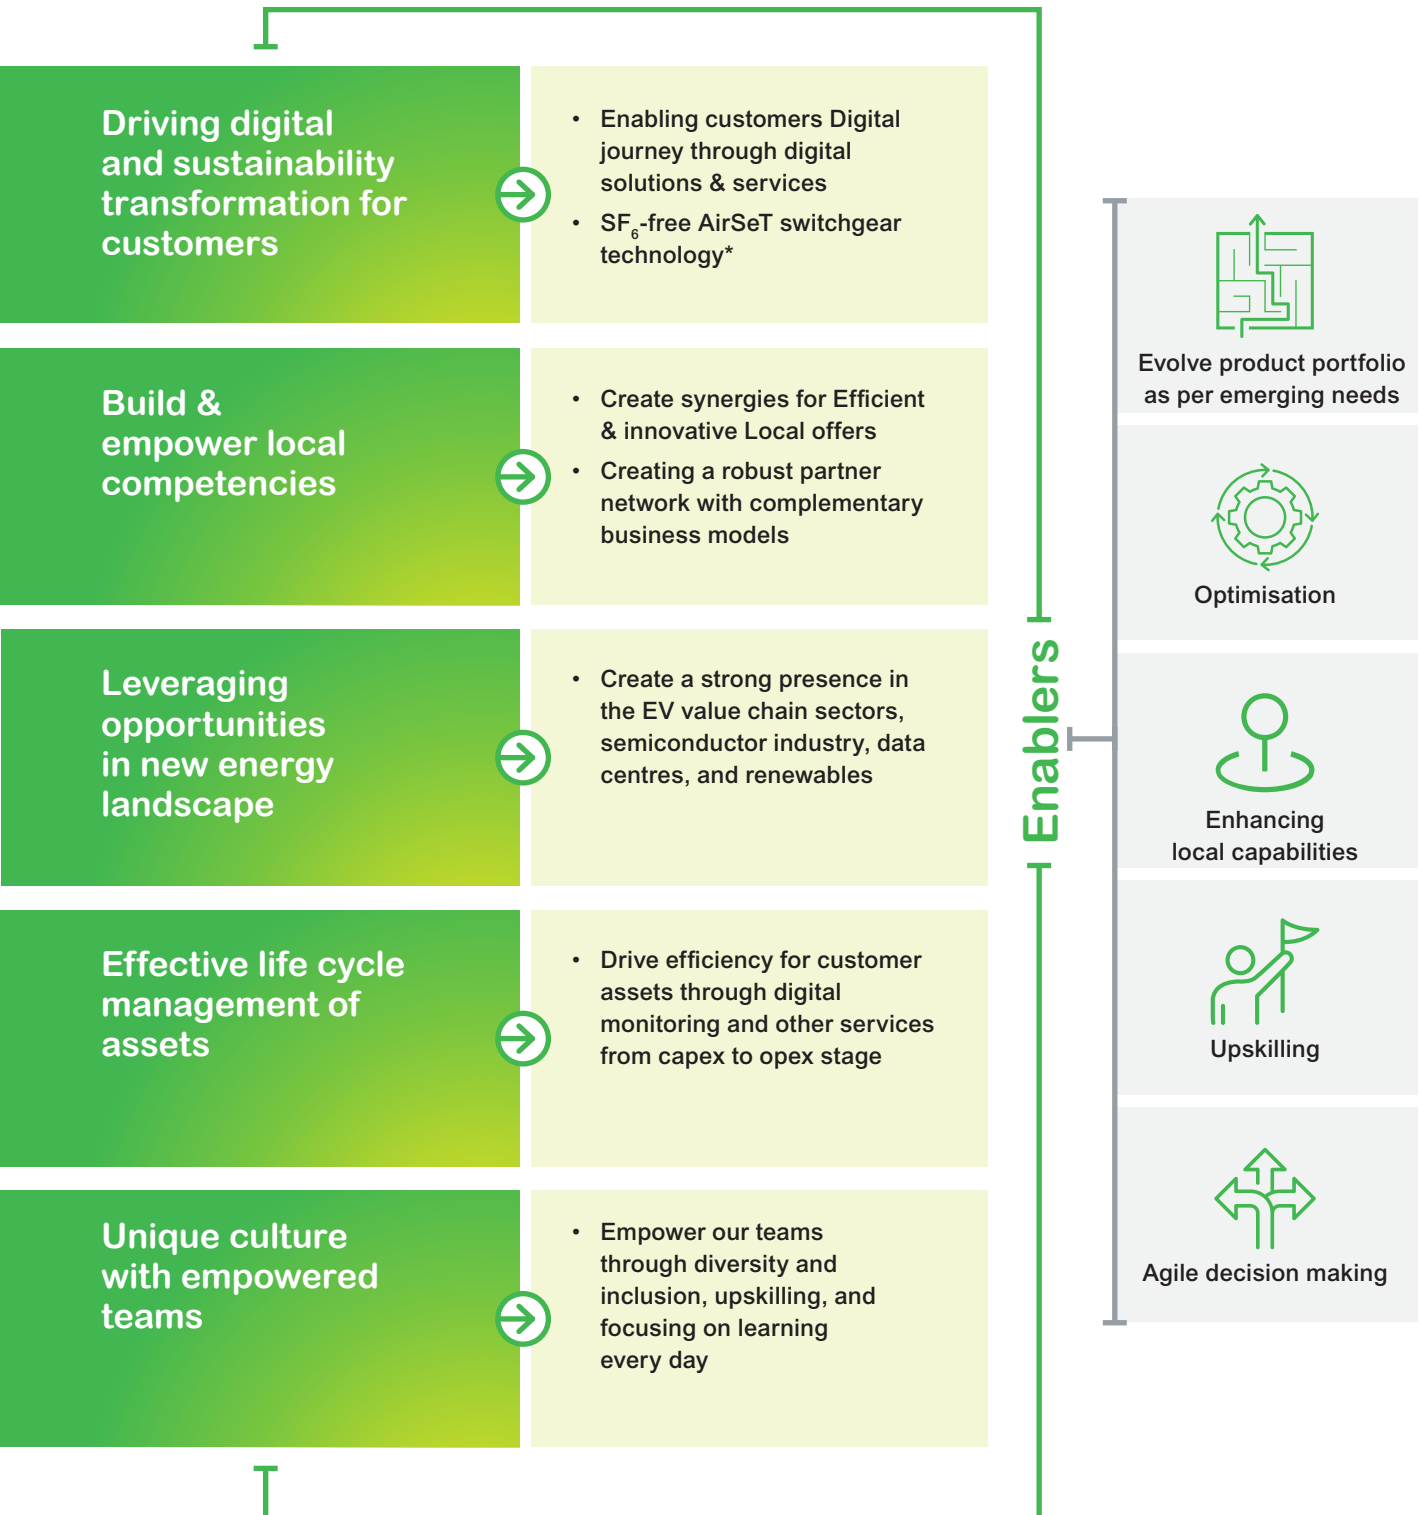 Driving digital
and sustainability
transformation for
customers
• Enabling customers Digital
journey through digital
solutions & services
• SF₆-free AirSeT switchgear
technology*
Build &
empower local
competencies
• Create synergies for Efficient
& innovative Local offers
• Creating a robust partner
network with complementary
business models
Leveraging
opportunities
in new energy
landscape
• Create a strong presence in
the EV value chain sectors,
semiconductor industry, data
centres, and renewables
Effective life cycle
management of
assets
• Drive efficiency for customer
assets through digital
monitoring and other services
from capex to opex stage
Unique culture
with empowered
teams
• Empower our teams
through diversity and
inclusion, upskilling, and
focusing on learning
every day
Enablers
Evolve product portfolio
as per emerging needs
Optimisation
Enhancing
local capabilities
Upskilling
Agile decision making